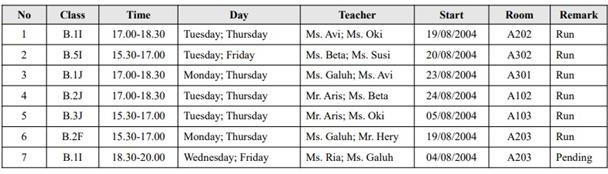 No Class Time Day Teacher Start Room Remark
1 B.1I 17.00-18.30 Tuesday; Thursday Ms. Avi; Ms. Oki 19/08/2004 A202 Run
2 B.5I 15.30-17.00 Tuesday; Friday Ms. Beta; Ms. Susi 20/08/2004 A302 Run
3 B.1J 17.00-18.30 Monday; Thursday Ms. Galuh; Ms. Avi 23/08/2004 A301 Run
4 B.2J 17.00-18.30 Tuesday; Thursday Mr. Aris; Ms. Beta 24/08/2004 A102 Run
5 B.3J 15.30-17.00 Tuesday; Thursday Mr. Aris; Ms. Oki 05/08/2004 A103 Run
6 B.2F 15.30-17.00 Monday; Thursday Ms. Galuh; Mr. Hery 19/08/2004 A203 Run
7 B.1I 18.30-20.00 Wednesday; Friday Ms. Ria; Ms. Galuh 04/08/2004 A203 Pending